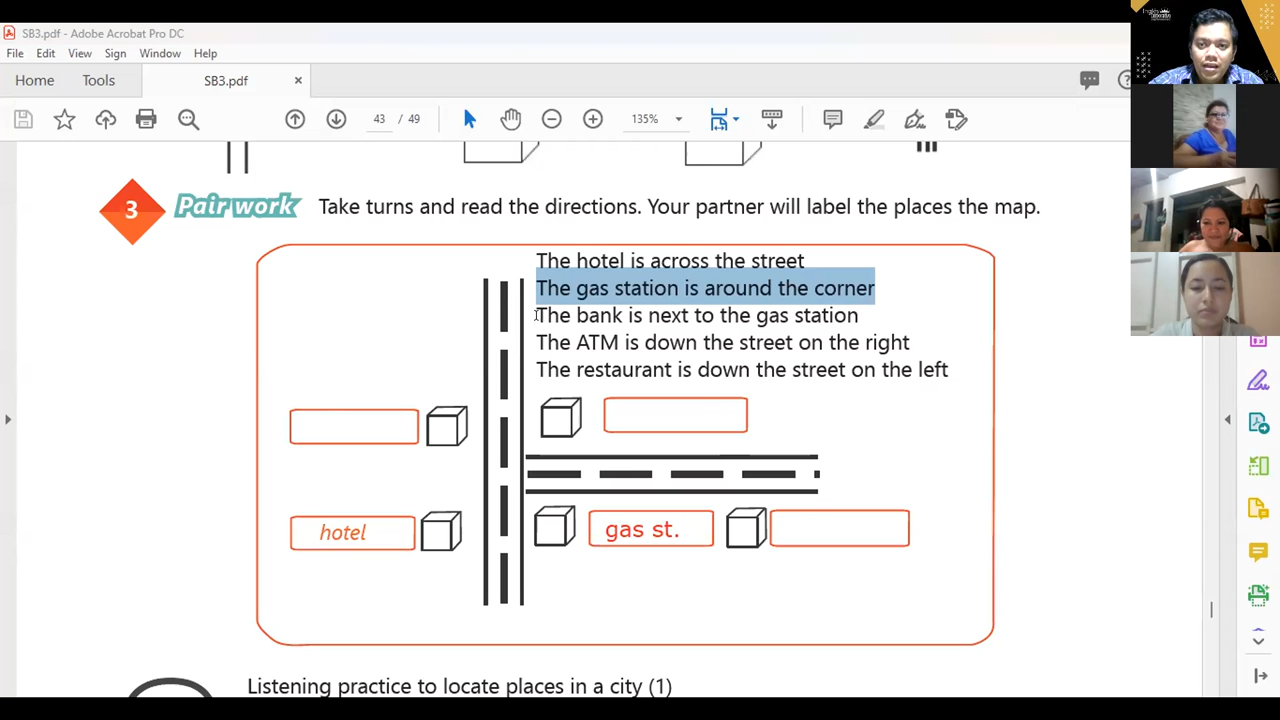 SB3.pdf - Adobe Acrobat Pro DC
File Edit View Sign Window Help
Home Tools SB3.pdf ×
43 / 49 135%
3 Pair work Take turns and read the directions. Your partner will label the places the map.
The hotel is across the street
The gas station is around the corner
The bank is next to the gas station
The ATM is down the street on the right
The restaurant is down the street on the left
hotel
gas st.
Listening practice to locate places in a city (1)